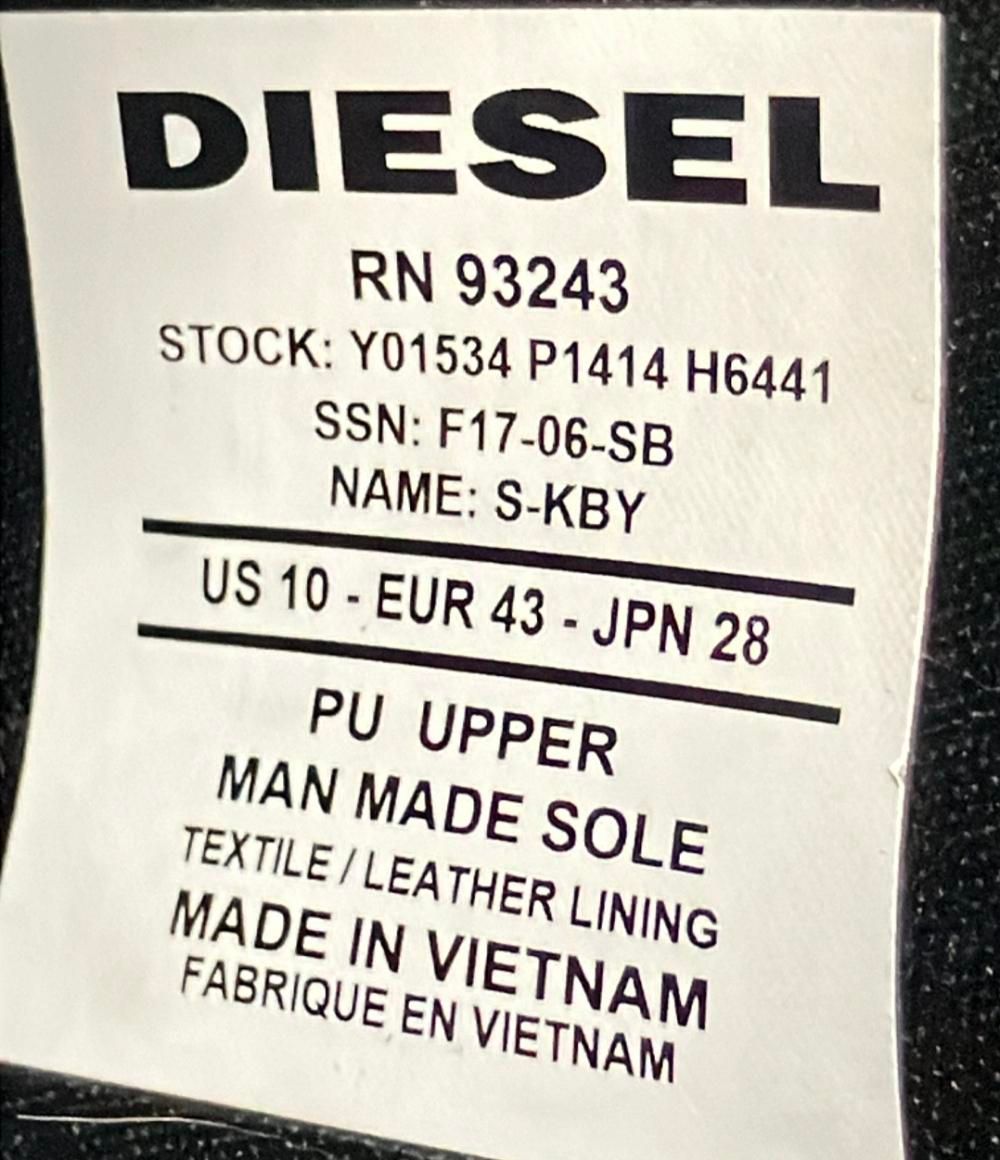 DIESEL
RN 93243
STOCK: Y01534 P1414 H6441
SSN: F17-06-SB
NAME: S-KBY
US 10 - EUR 43 - JPN 28
PU UPPER
MAN MADE SOLE
TEXTILE / LEATHER LINING
MADE IN VIETNAM
FABRIQUE EN VIETNAM